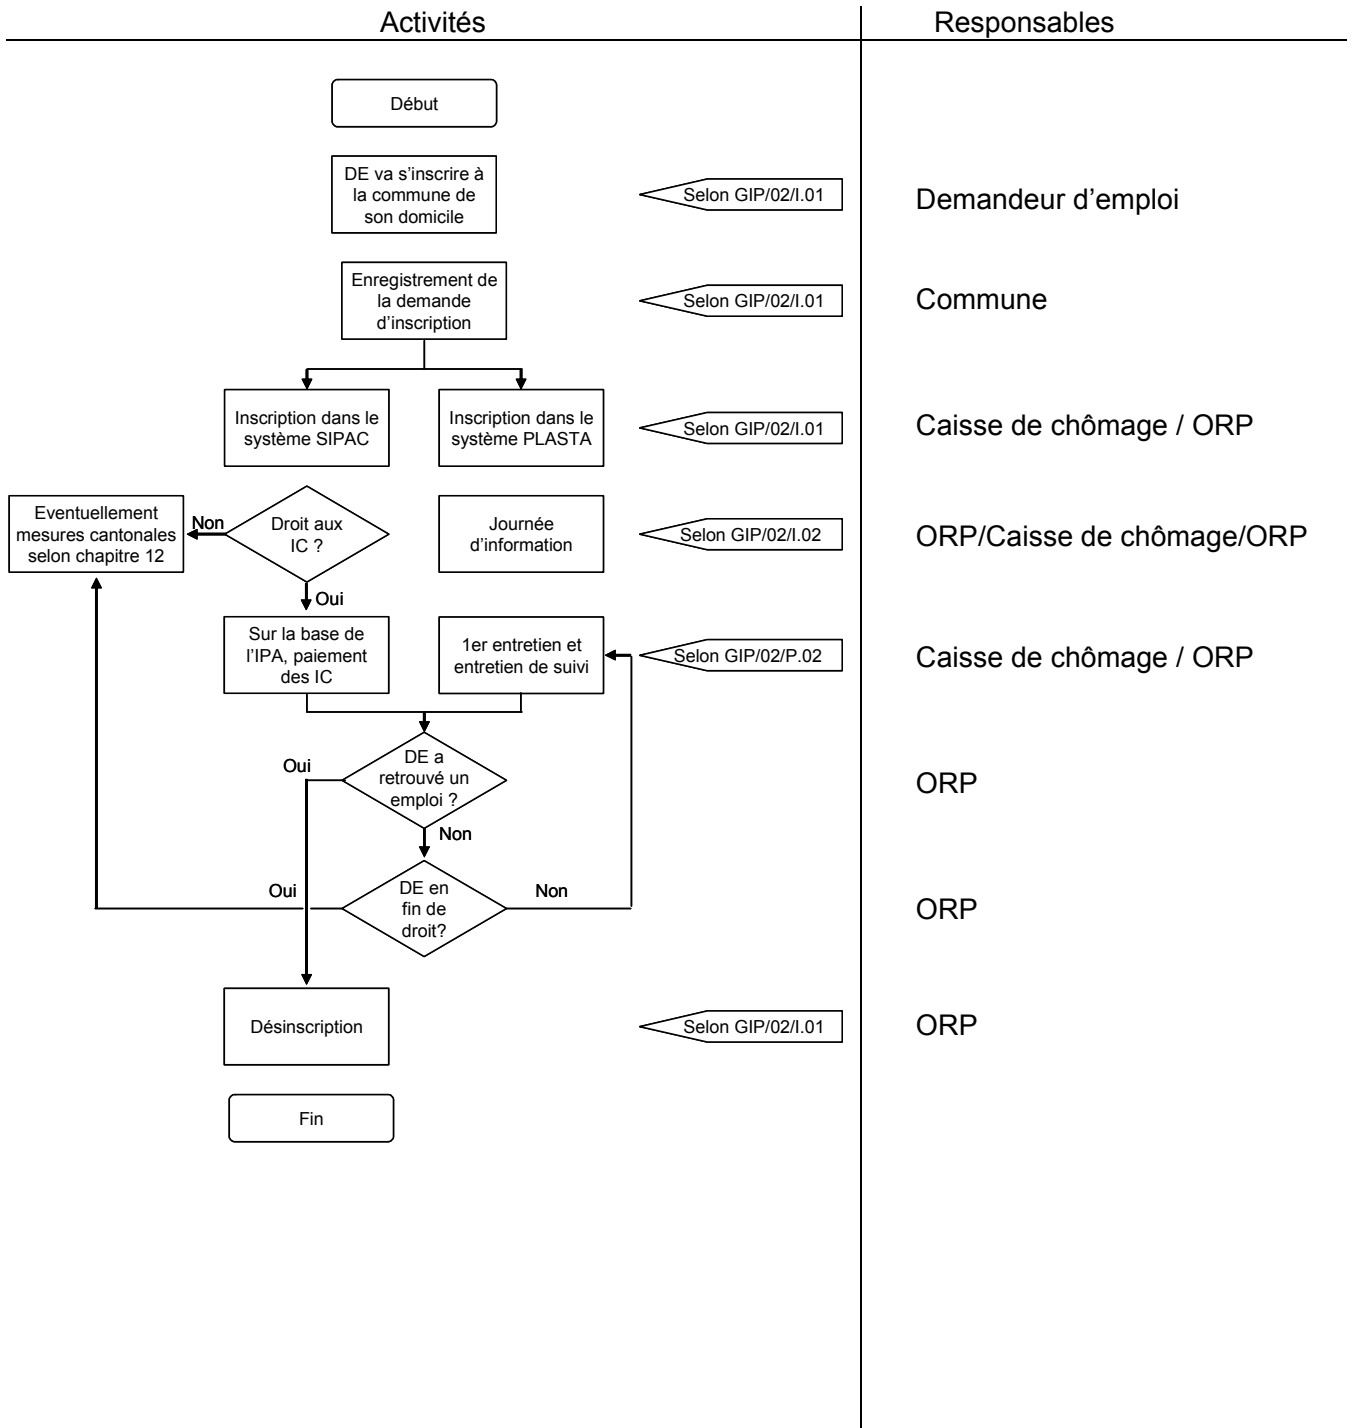 Activités
Responsables
Début
DE va s’inscrire à
la commune de
son domicile
Selon GIP/02/I.01
Demandeur d’emploi
Enregistrement de
la demande
d’inscription
Selon GIP/02/I.01
Commune
Inscription dans le
système SIPAC
Inscription dans le
système PLASTA
Selon GIP/02/I.01
Caisse de chômage / ORP
Eventuellement
mesures cantonales
selon chapitre 12
Non
Droit aux
IC ?
Journée
d’information
Selon GIP/02/I.02
ORP/Caisse de chômage/ORP
Oui
Sur la base de
l’IPA, paiement
des IC
1er entretien et
entretien de suivi
Selon GIP/02/P.02
Caisse de chômage / ORP
Oui
DE a
retrouvé un
emploi ?
ORP
Non
Oui
DE en
fin de
droit?
Non
ORP
Désinscription
Selon GIP/02/I.01
ORP
Fin